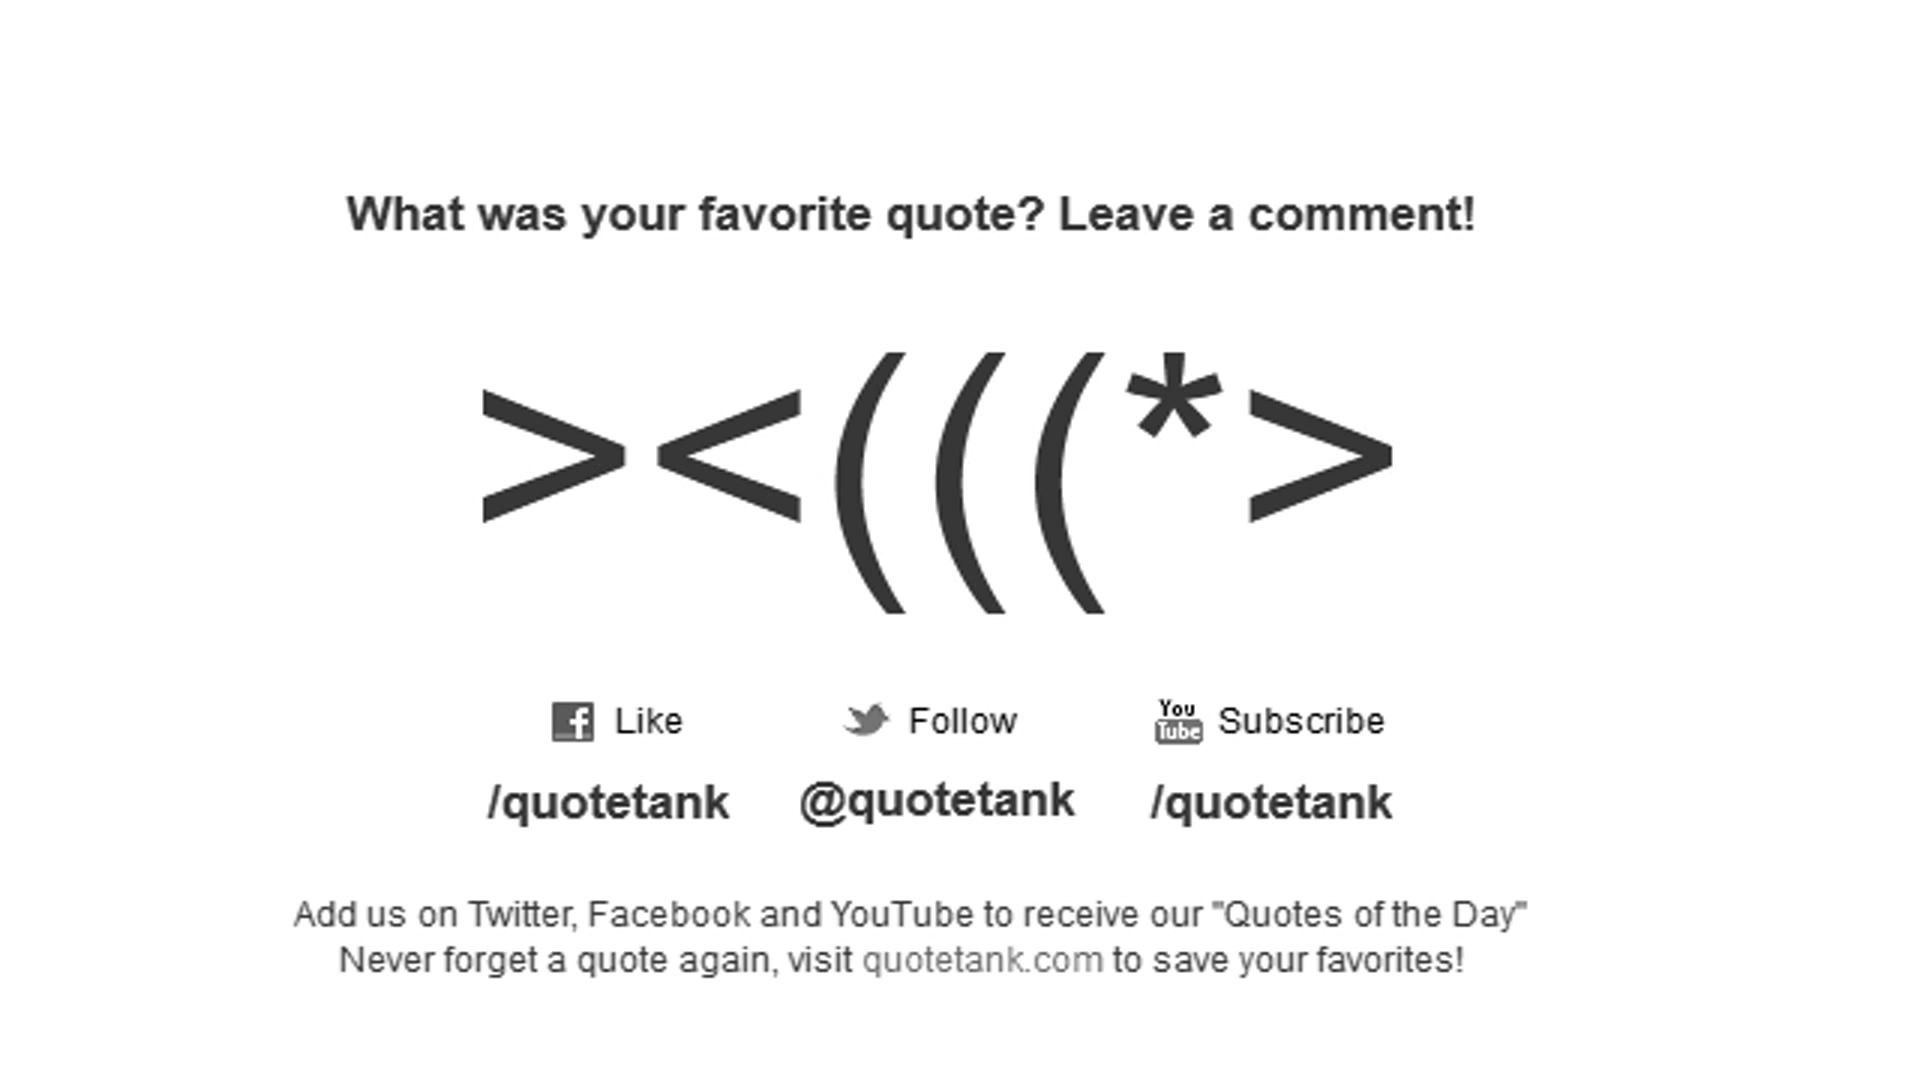 What was your favorite quote? Leave a comment!
><(((*>
f Like Follow You Tube Subscribe
/quotetank @quotetank /quotetank
Add us on Twitter, Facebook and YouTube to receive our "Quotes of the Day"
Never forget a quote again, visit quotetank.com to save your favorites!